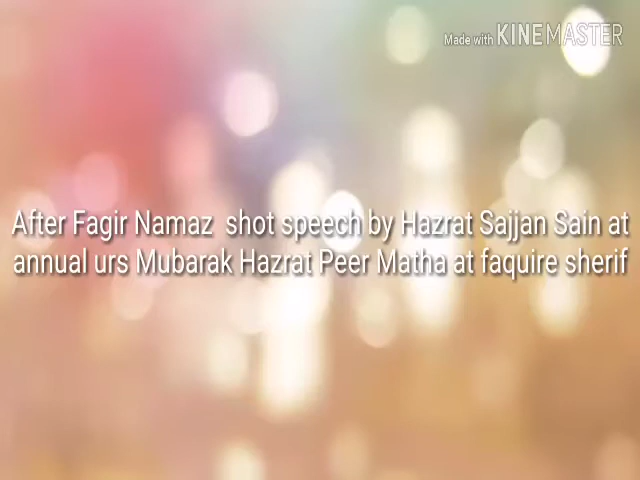 Made with KINEMASTER
After Fagir Namaz shot speech by Hazrat Sajjan Sain at
annual urs Mubarak Hazrat Peer Matha at faquire sherif